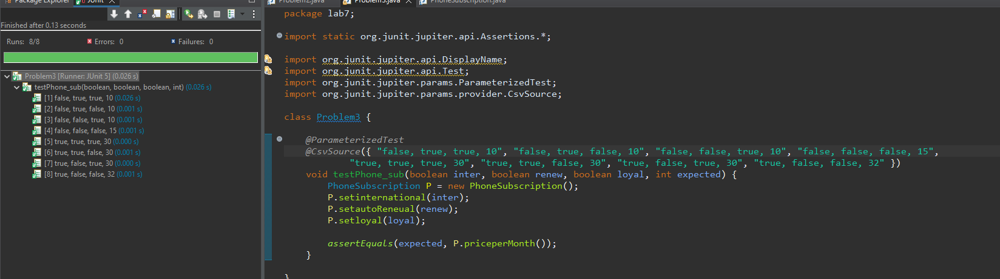 Package Explorer JUnit
Finished after 0.13 seconds
Runs: 8/8 Errors: 0 Failures: 0
Problem3 [Runner: JUnit 5] (0.026 s)
testPhone_sub(boolean, boolean, boolean, int) (0.026 s)
[1] false, true, true, 10 (0.026 s)
[2] false, true, false, 10 (0.001 s)
[3] false, false, true, 10 (0.001 s)
[4] false, false, false, 15 (0.001 s)
[5] true, true, true, 30 (0.000 s)
[6] true, true, false, 30 (0.001 s)
[7] true, false, true, 30 (0.000 s)
[8] true, false, false, 32 (0.001 s)
Problem2.java Problem3.java PhoneSubscription.java
package lab7;
import static org.junit.jupiter.api.Assertions.*;
import org.junit.jupiter.api.DisplayName;
import org.junit.jupiter.api.Test;
import org.junit.jupiter.params.ParameterizedTest;
import org.junit.jupiter.params.provider.CsvSource;
class Problem3 {
@ParameterizedTest
@CsvSource({ "false, true, true, 10", "false, true, false, 10", "false, false, true, 10", "false, false, false, 15",
"true, true, true, 30", "true, true, false, 30", "true, false, true, 30", "true, false, false, 32" })
void testPhone_sub(boolean inter, boolean renew, boolean loyal, int expected) {
PhoneSubscription P = new PhoneSubscription();
P.setinternational(inter);
P.setautoReneual(renew);
P.setloyal(loyal);
assertEquals(expected, P.priceperMonth());
}
}